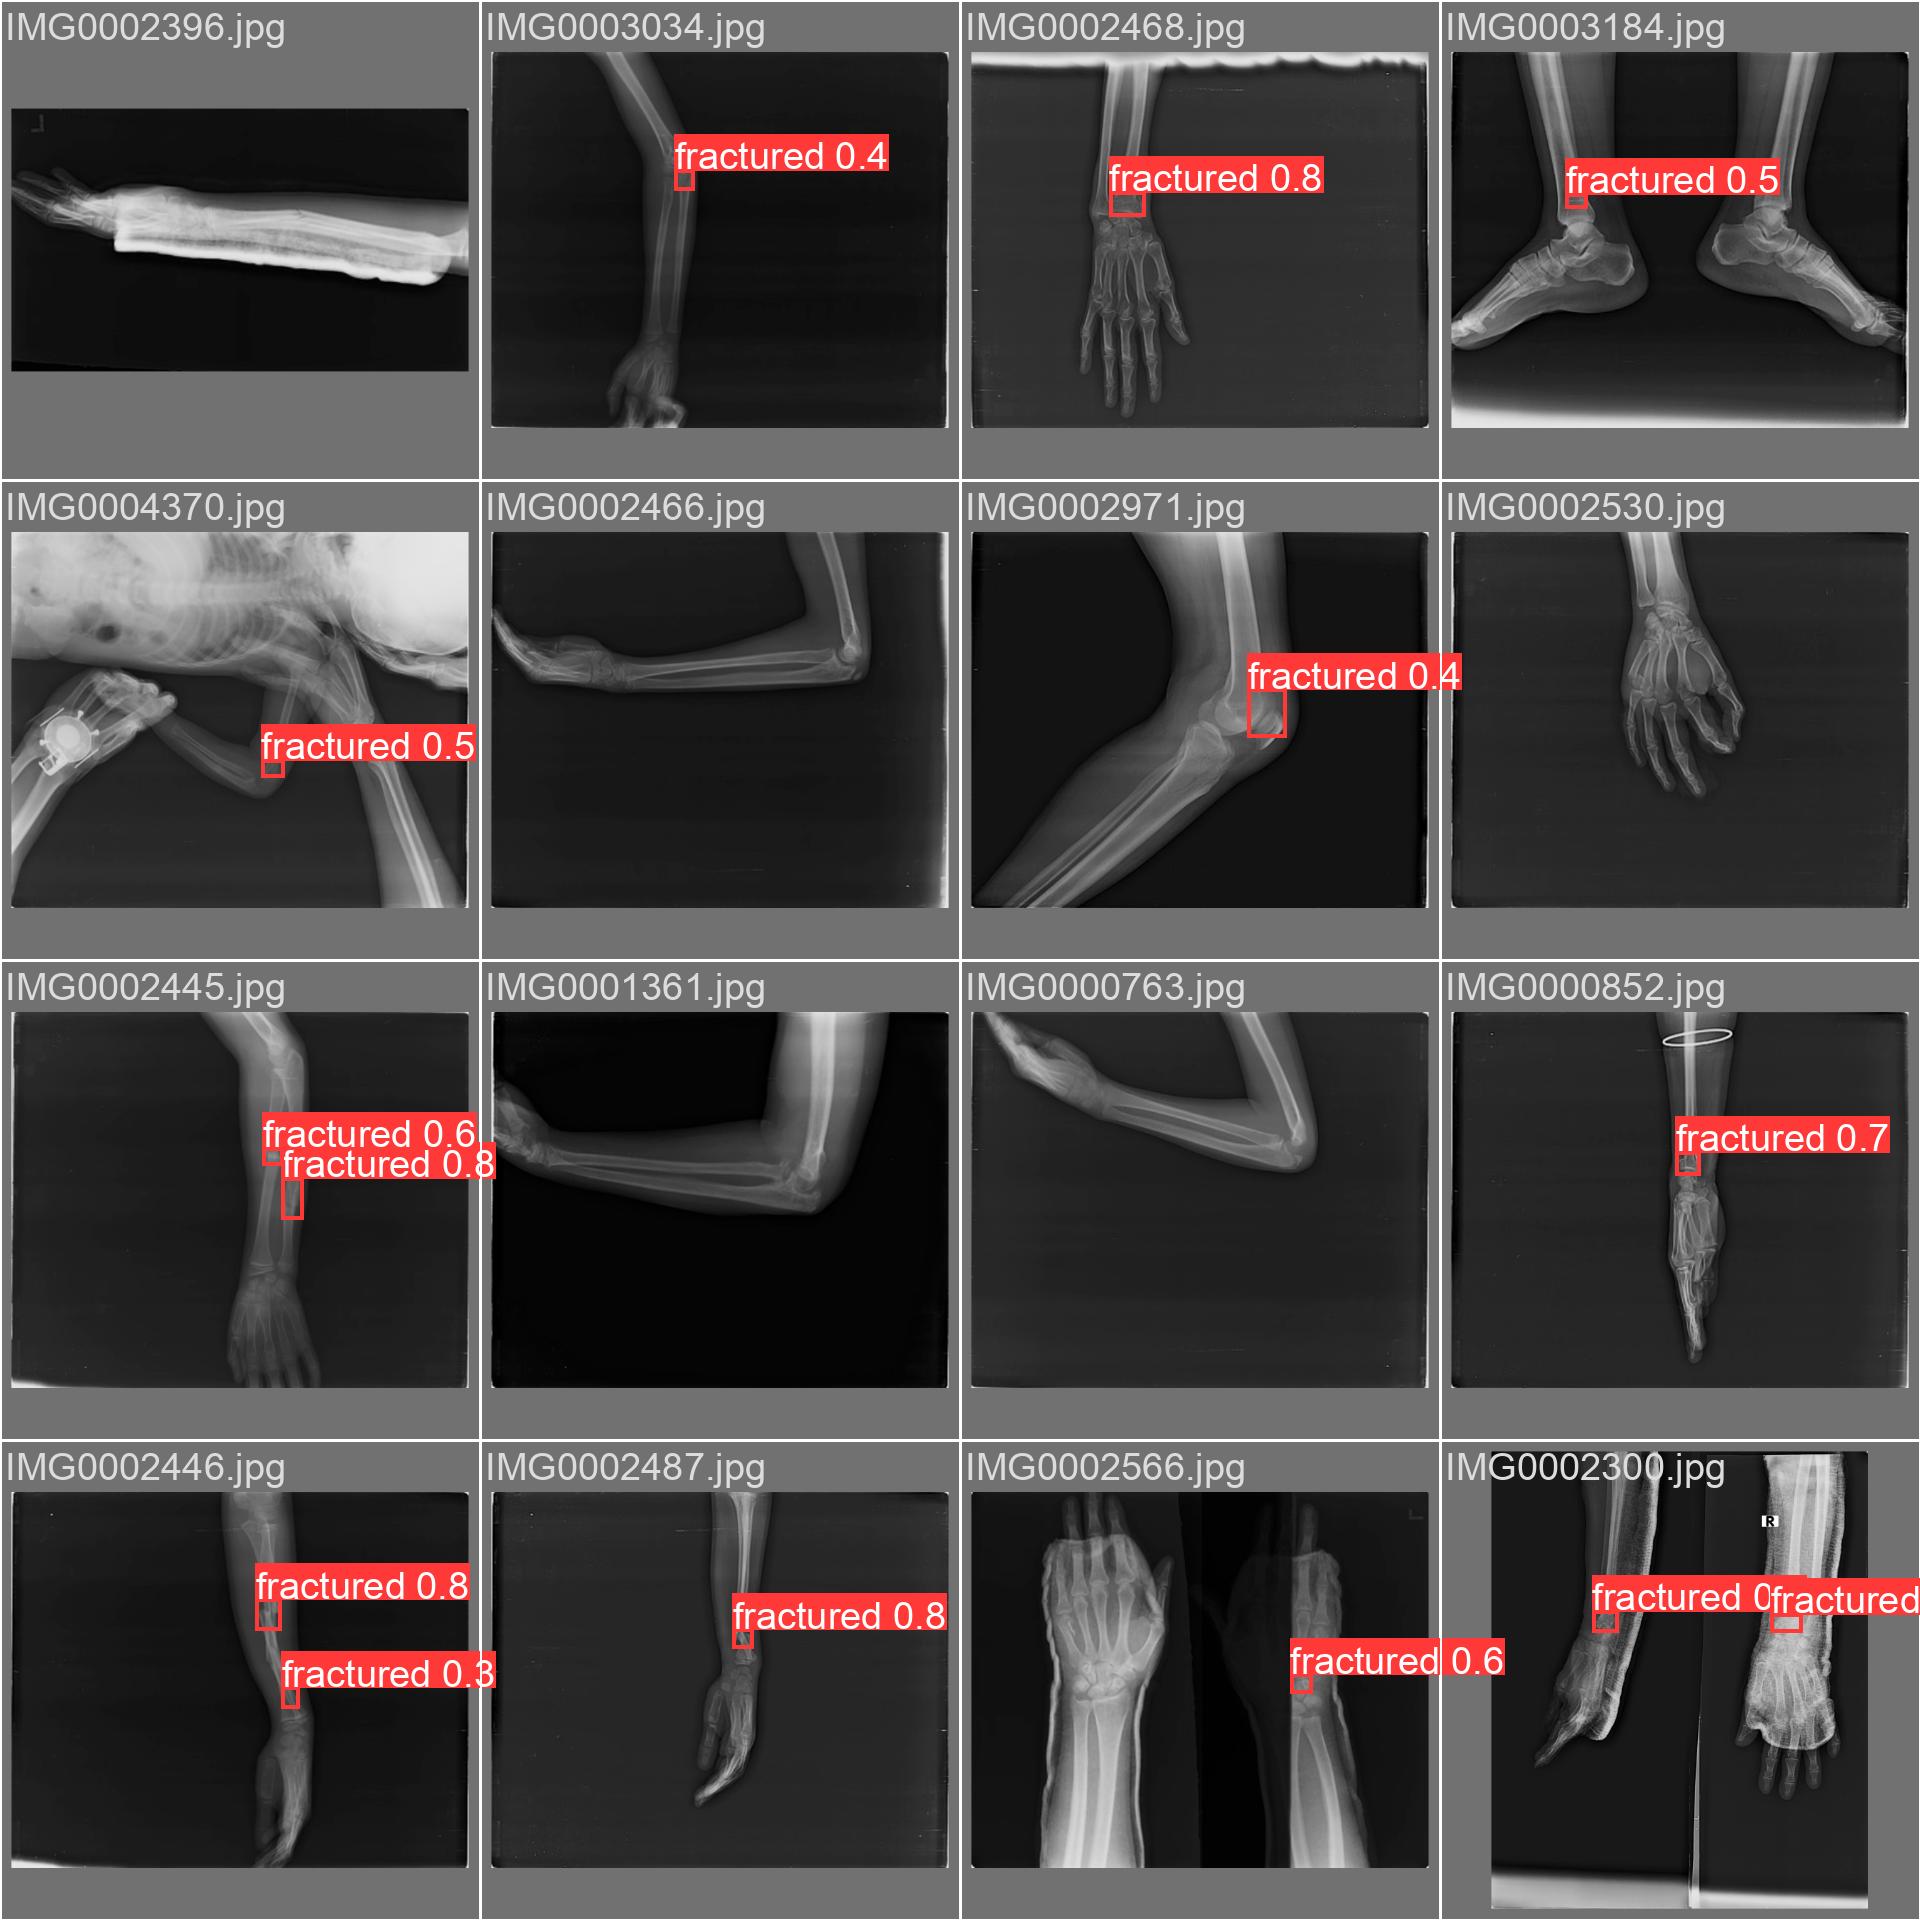 IMG0002396.jpg
IMG0003034.jpg
IMG0002468.jpg
IMG0003184.jpg
L
fractured 0.4
fractured 0.8
fractured 0.5
IMG0004370.jpg
IMG0002466.jpg
IMG0002971.jpg
IMG0002530.jpg
fractured 0.5
fractured 0.4
IMG0002445.jpg
IMG0001361.jpg
IMG0000763.jpg
IMG0000852.jpg
fractured 0.6
fractured 0.8
fractured 0.7
IMG0002446.jpg
IMG0002487.jpg
IMG0002566.jpg
IMG0002300.jpg
L
R
fractured 0.8
fractured 0.8
fractured 0.3
fractured 0.6
fractured 0
fractured